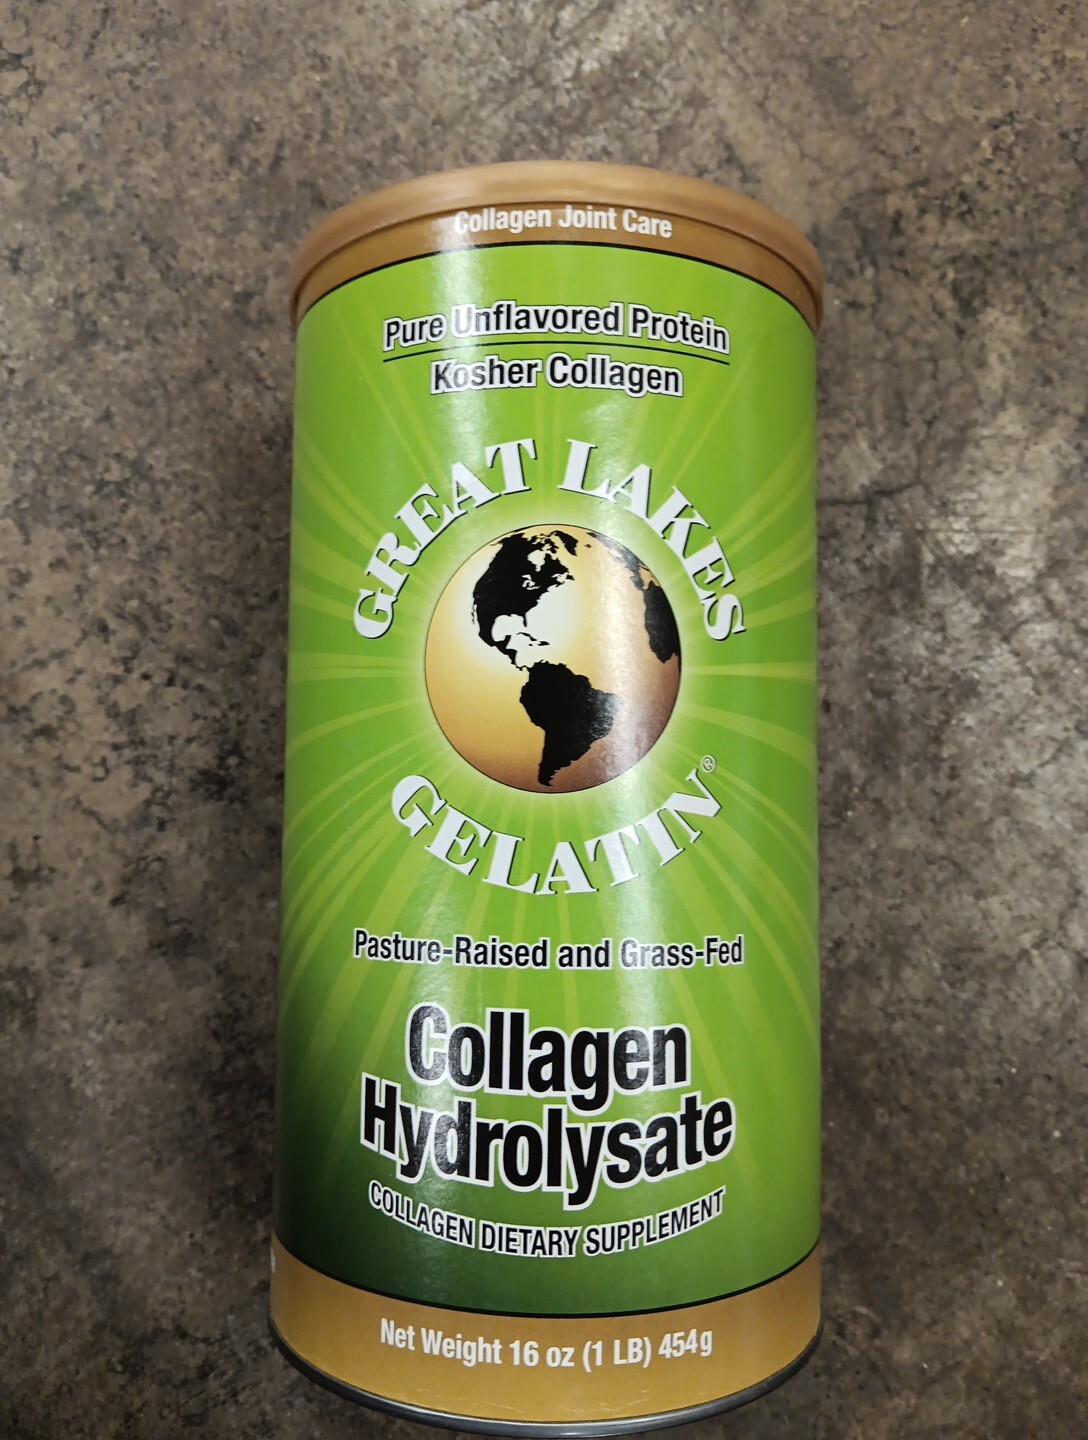 Collagen Joint Care
Pure Unflavored Protein
Kosher Collagen
GREAT LAKES
GELATIN®
Pasture-Raised and Grass-Fed
Collagen
Hydrolysate
COLLAGEN DIETARY SUPPLEMENT
Net Weight 16 oz (1 LB) 454g